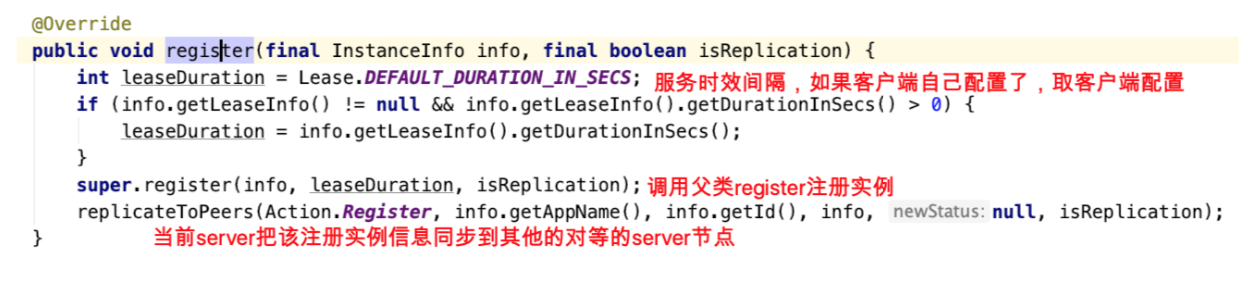 @Override
public void register(final InstanceInfo info, final boolean isReplication) {
int leaseDuration = Lease.DEFAULT_DURATION_IN_SECS; 服务时效间隔，如果客户端自己配置了，取客户端配置
if (info.getLeaseInfo() != null && info.getLeaseInfo().getDurationInSecs() > 0) {
leaseDuration = info.getLeaseInfo().getDurationInSecs();
}
super.register(info, leaseDuration, isReplication); 调用父类register注册实例
replicateToPeers(Action.Register, info.getAppName(), info.getId(), info, newStatus: null, isReplication);
} 当前server把该注册实例信息同步到其他的对等的server节点